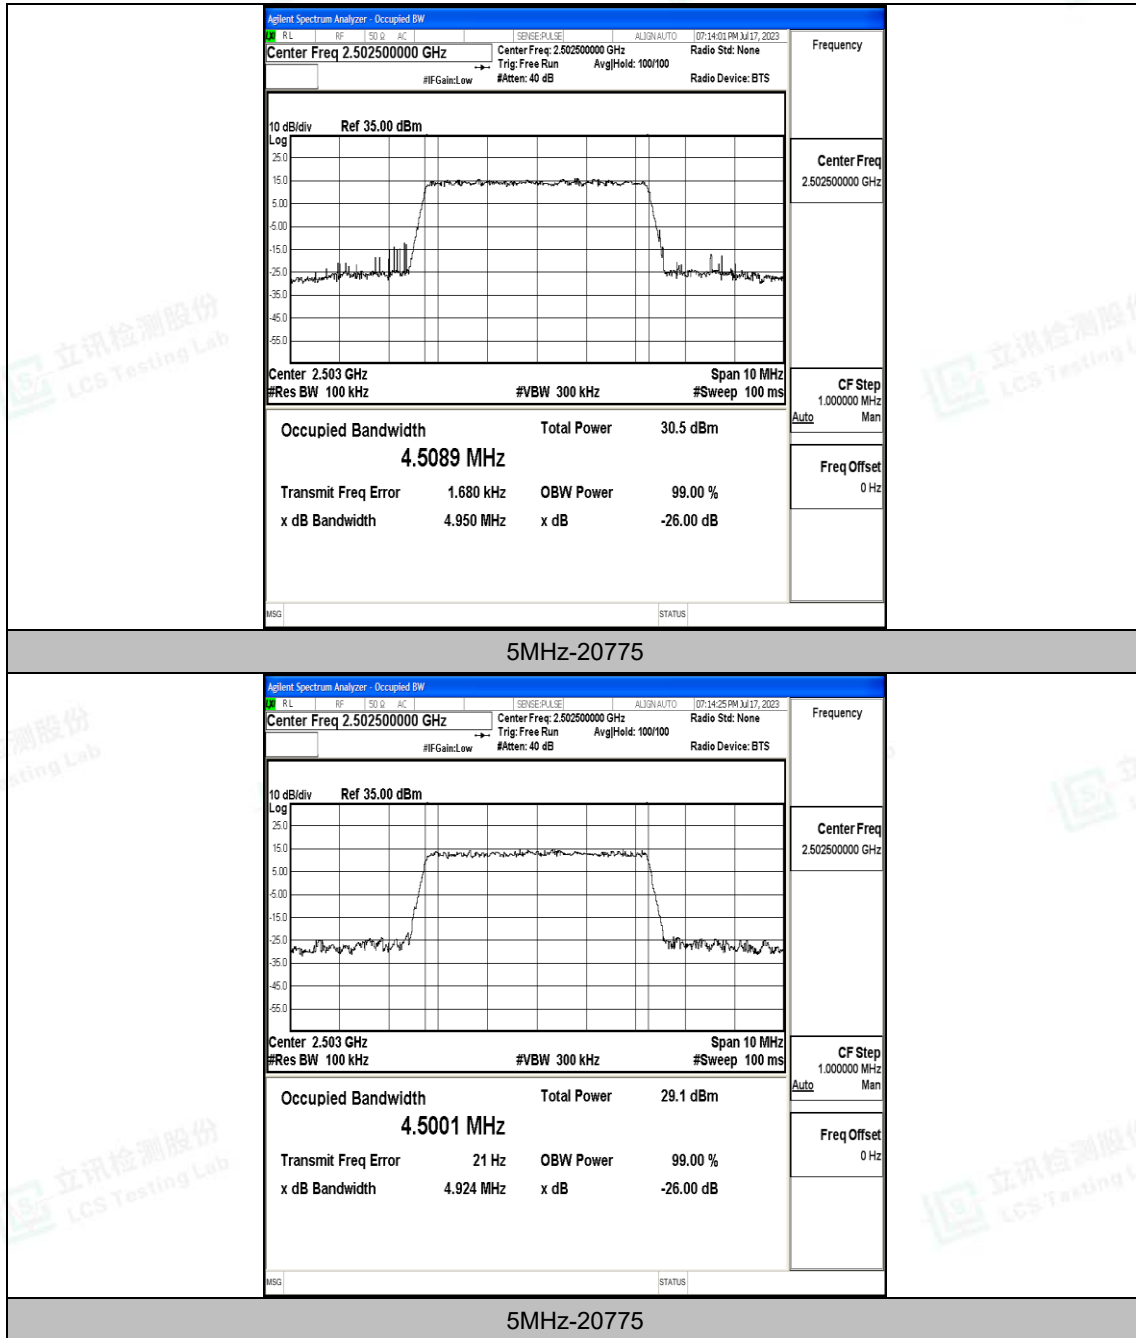 Agilent Spectrum Analyzer - Occupied BW
RL RF 50 Ω AC SENSE:PULSE ALIGN AUTO 07:14:01 PM Jul 17, 2023
Center Freq 2.502500000 GHz
Center Freq: 2.502500000 GHz
Radio Std: None
Trig: Free Run Avg|Hold: 100/100
#IFGain:Low #Atten: 40 dB Radio Device: BTS
Frequency
10 dB/div Ref 35.00 dBm
Log
25.0
15.0
5.00
-5.00
-15.0
-25.0
-35.0
-45.0
-55.0
Center 2.503 GHz Span 10 MHz
#Res BW 100 kHz #VBW 300 kHz #Sweep 100 ms
Center Freq
2.502500000 GHz
CF Step
1.000000 MHz
Auto Man
Freq Offset
0 Hz
Occupied Bandwidth Total Power 30.5 dBm
4.5089 MHz
Transmit Freq Error 1.680 kHz OBW Power 99.00 %
x dB Bandwidth 4.950 MHz x dB -26.00 dB
MSG STATUS
5MHz-20775
Agilent Spectrum Analyzer - Occupied BW
RL RF 50 Ω AC SENSE:PULSE ALIGN AUTO 07:14:25 PM Jul 17, 2023
Center Freq 2.502500000 GHz
Center Freq: 2.502500000 GHz
Radio Std: None
Trig: Free Run Avg|Hold: 100/100
#IFGain:Low #Atten: 40 dB Radio Device: BTS
Frequency
10 dB/div Ref 35.00 dBm
Log
25.0
15.0
5.00
-5.00
-15.0
-25.0
-35.0
-45.0
-55.0
Center 2.503 GHz Span 10 MHz
#Res BW 100 kHz #VBW 300 kHz #Sweep 100 ms
Center Freq
2.502500000 GHz
CF Step
1.000000 MHz
Auto Man
Freq Offset
0 Hz
Occupied Bandwidth Total Power 29.1 dBm
4.5001 MHz
Transmit Freq Error 21 Hz OBW Power 99.00 %
x dB Bandwidth 4.924 MHz x dB -26.00 dB
MSG STATUS
5MHz-20775
立讯检测股份
LCS Testing Lab